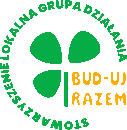 STOWARZYSZENIE LOKALNA GRUPA DZIAŁANIA
BUD-UJ
RAZEM